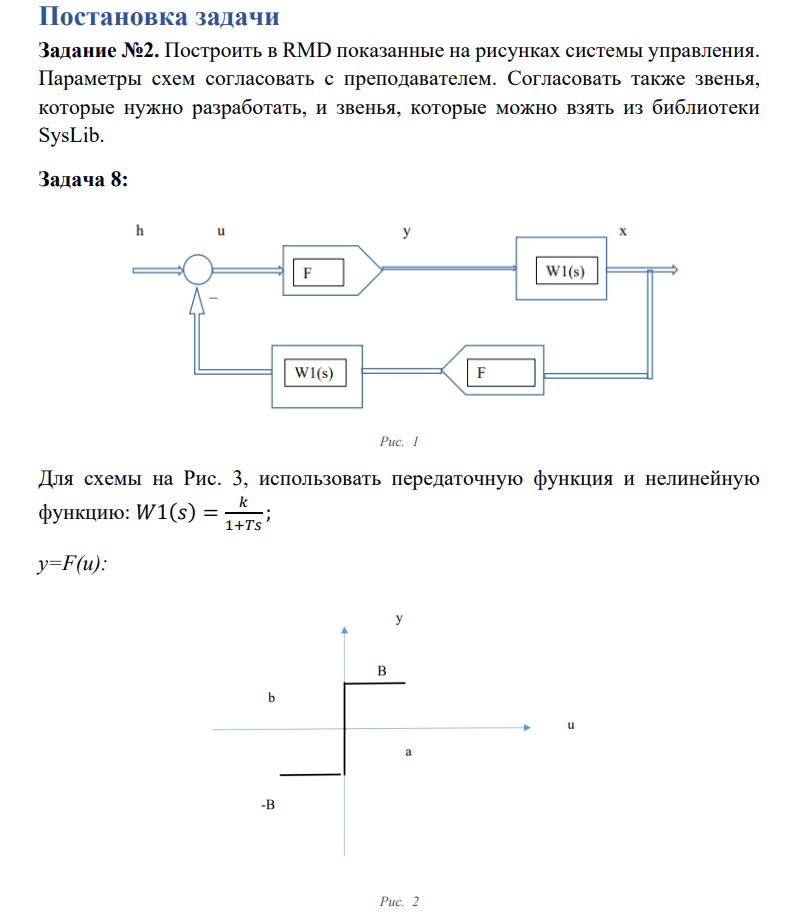 Постановка задачи
Задание №2. Построить в RMD показанные на рисунках системы управления.
Параметры схем согласовать с преподавателем. Согласовать также звенья,
которые нужно разработать, и звенья, которые можно взять из библиотеки
SysLib.
Задача 8:
h u y x
F W1(s)
–
W1(s) F
Рис. 1
Для схемы на Рис. 3, использовать передаточную функция и нелинейную
функцию: W1(s) = k/(1+Ts);
y=F(u):
y
B
b
u
a
-B
Рис. 2